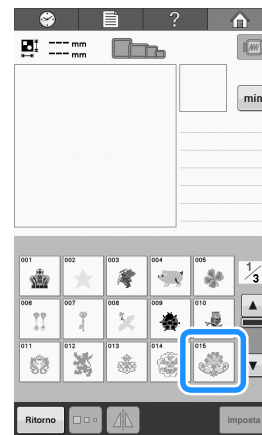 ?
--- mm
--- mm
min
001 002 003 004 005
1/3
006 007 008 009 010
011 012 013 014 015
Ritorno Imposta